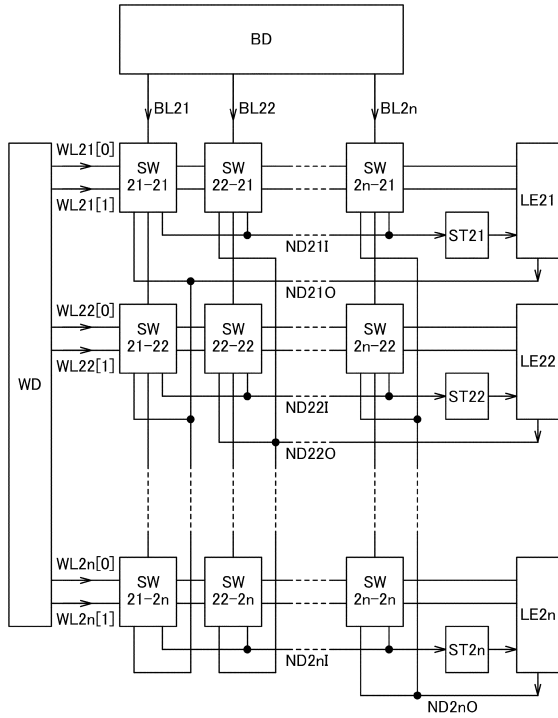 BD
BL21 BL22 BL2n
WL21[0]
SW 21-21
SW 22-21
SW 2n-21
WL21[1]
LE21
ST21
ND21I
ND21O
WL22[0]
SW 21-22
SW 22-22
SW 2n-22
WL22[1]
LE22
WD
ST22
ND22I
ND22O
WL2n[0]
SW 21-2n
SW 22-2n
SW 2n-2n
WL2n[1]
LE2n
ST2n
ND2nI
ND2nO